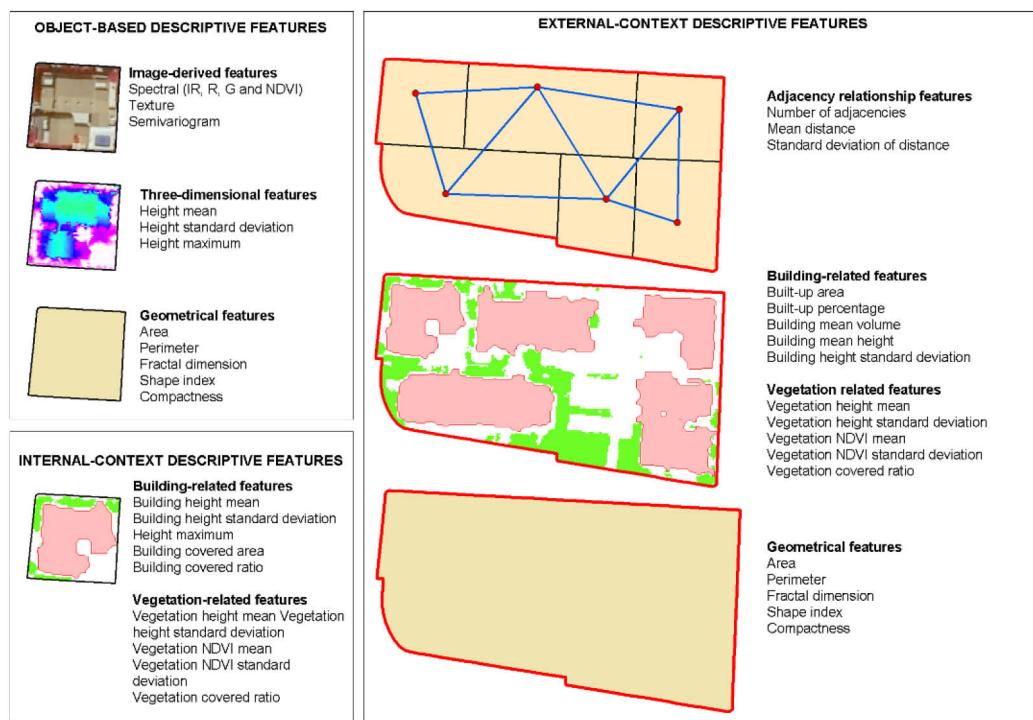 OBJECT-BASED DESCRIPTIVE FEATURES
Image-derived features
Spectral (IR, R, G and NDVI)
Texture
Semivariogram
Three-dimensional features
Height mean
Height standard deviation
Height maximum
Geometrical features
Area
Perimeter
Fractal dimension
Shape index
Compactness
INTERNAL-CONTEXT DESCRIPTIVE FEATURES
Building-related features
Building height mean
Building height standard deviation
Height maximum
Building covered area
Building covered ratio
Vegetation-related features
Vegetation height mean Vegetation
height standard deviation
Vegetation NDVI mean
Vegetation NDVI standard
deviation
Vegetation covered ratio
EXTERNAL-CONTEXT DESCRIPTIVE FEATURES
Adjacency relationship features
Number of adjacencies
Mean distance
Standard deviation of distance
Building-related features
Built-up area
Built-up percentage
Building mean volume
Building mean height
Building height standard deviation
Vegetation related features
Vegetation height mean
Vegetation height standard deviation
Vegetation NDVI mean
Vegetation NDVI standard deviation
Vegetation covered ratio
Geometrical features
Area
Perimeter
Fractal dimension
Shape index
Compactness